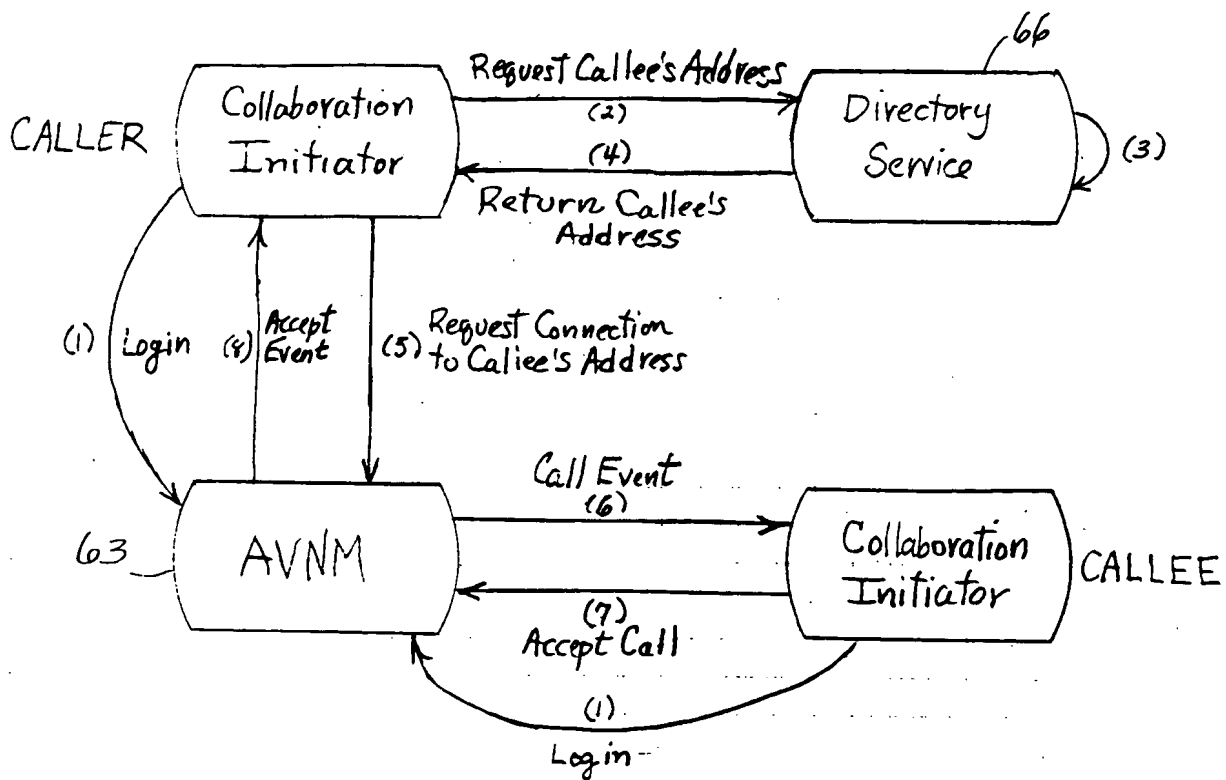 66
Request Callee's Address
(2)
Collaboration
Initiator
CALLER
Directory
Service
(3)
(4)
Return Callee's
Address
(1) Login
(8) Accept
Event
(5) Request Connection
to Caliee's Address
63
AVNM
Call Event
(6)
Collaboration
Initiator
CALLEE
(7)
Accept Call
(1)
Login